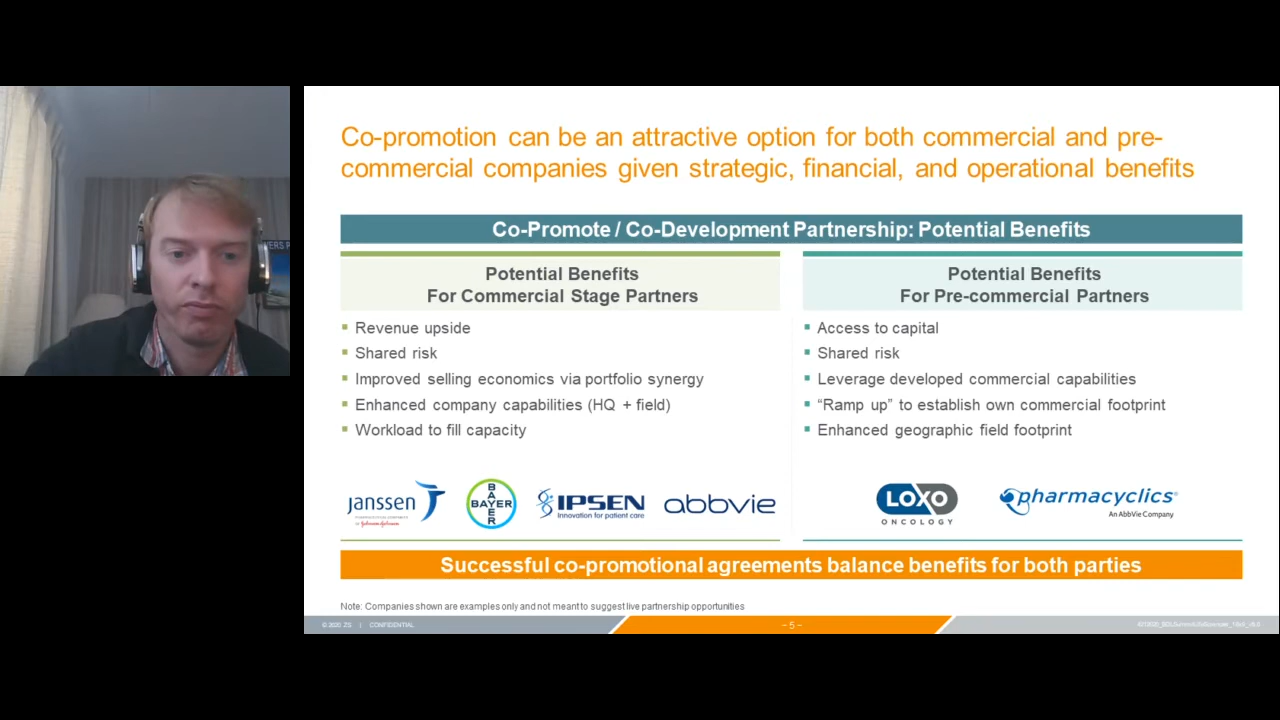 Co-promotion can be an attractive option for both commercial and pre-
commercial companies given strategic, financial, and operational benefits
Co-Promote / Co-Development Partnership: Potential Benefits
Potential Benefits
For Commercial Stage Partners
Revenue upside
Shared risk
Improved selling economics via portfolio synergy
Enhanced company capabilities (HQ + field)
Workload to fill capacity
Potential Benefits
For Pre-commercial Partners
Access to capital
Shared risk
Leverage developed commercial capabilities
“Ramp up” to establish own commercial footprint
Enhanced geographic field footprint
janssen
BAYER
BAYER
IPSEN
Innovation for patient care
abbvie
LOXO
ONCOLOGY
pharmacyclics
An AbbVie Company
Successful co-promotional agreements balance benefits for both parties
Note: Companies shown are examples only and not meant to suggest live partnership opportunities
© 2020 ZS | CONFIDENTIAL
– 5 –